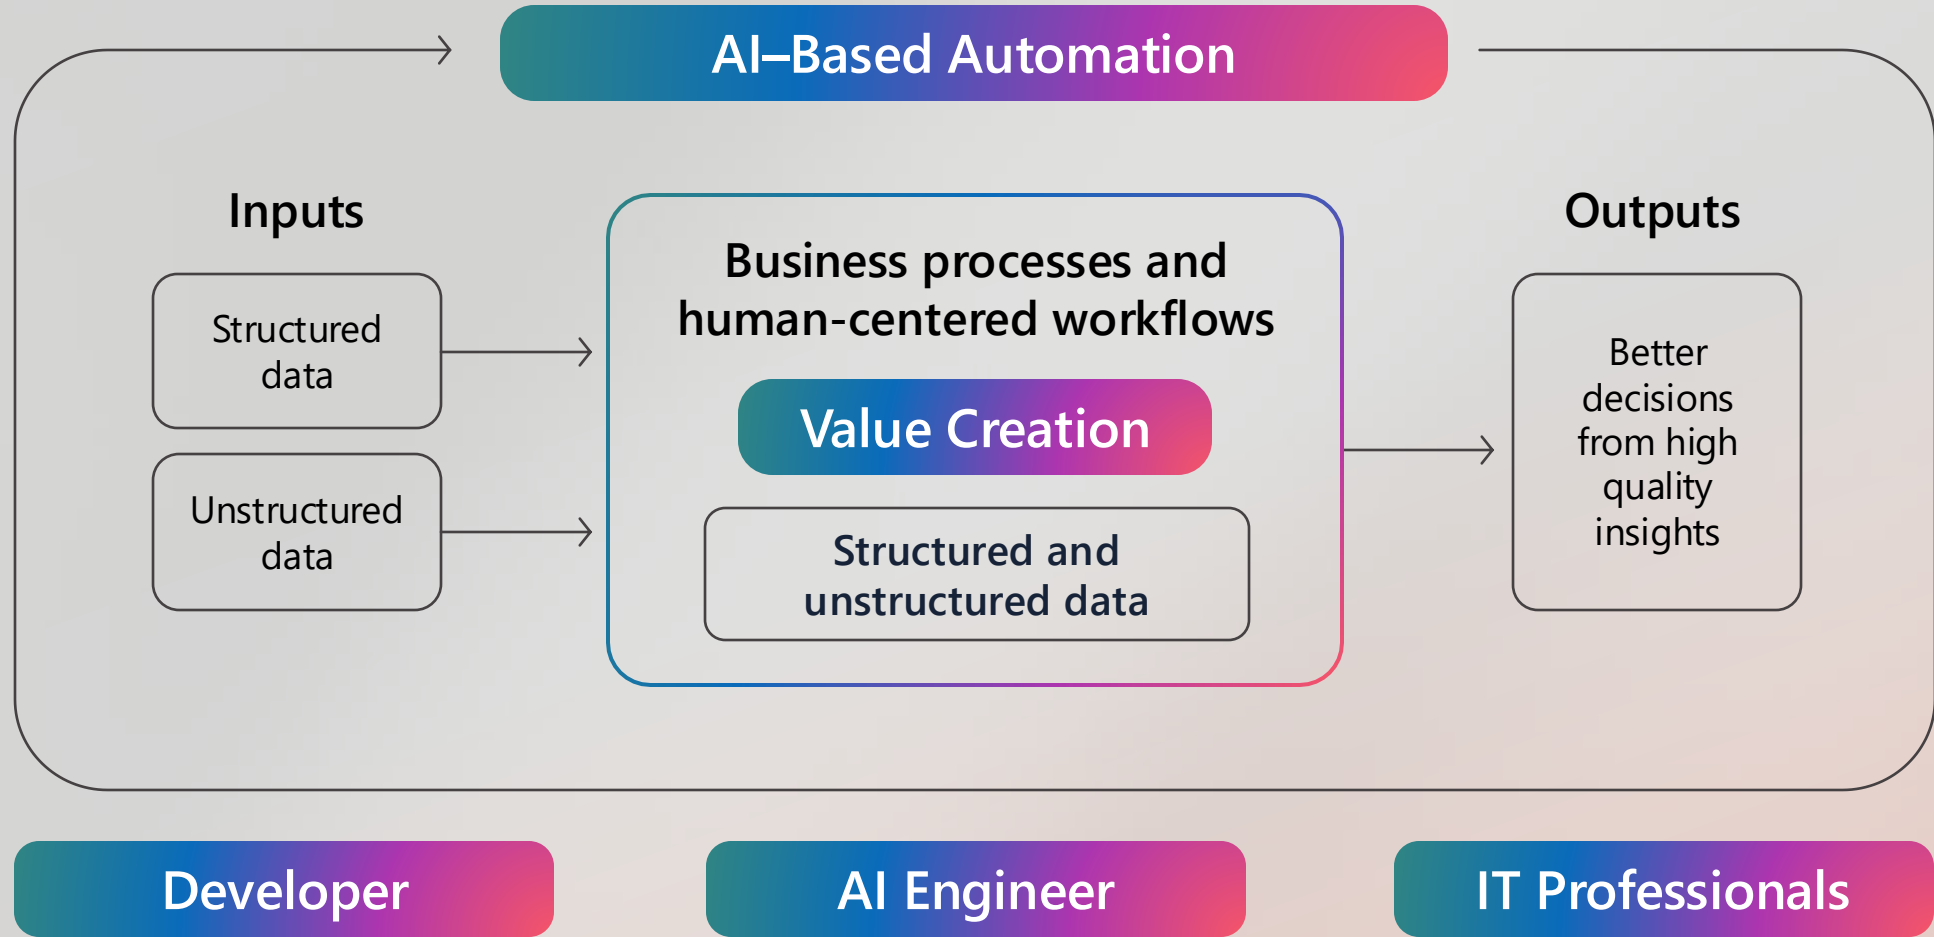 AI–Based Automation
Inputs
Structured
data
Unstructured
data
Business processes and
human-centered workflows
Value Creation
Structured and
unstructured data
Outputs
Better
decisions
from high
quality
insights
Developer
AI Engineer
IT Professionals